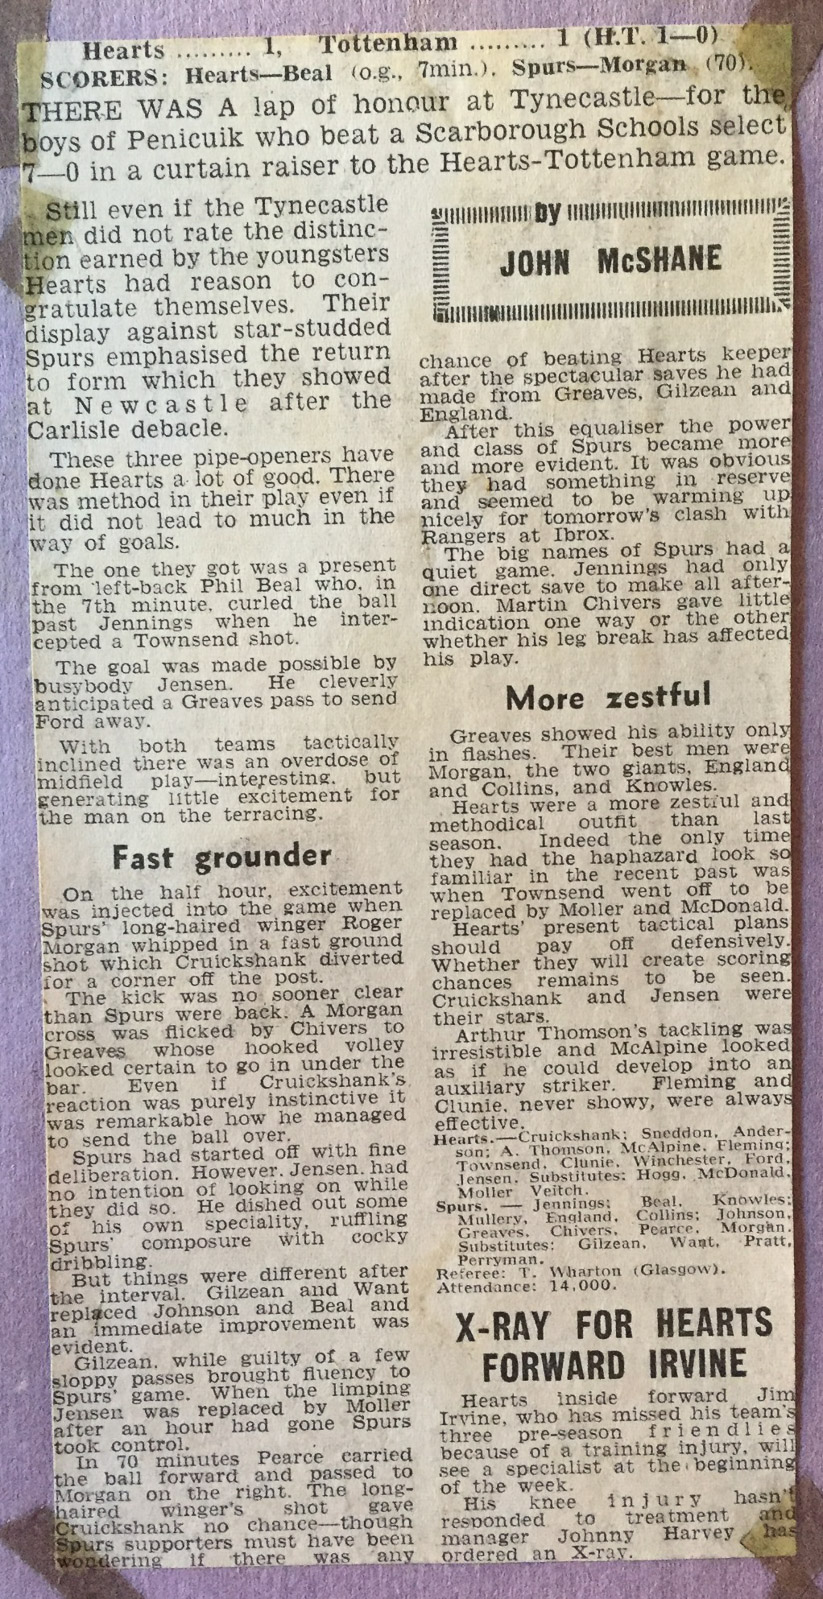 Hearts ......... 1, Tottenham ......... 1 (H.T. 1—0)
SCORERS: Hearts—Beal (o.g., 7min.), Spurs—Morgan (70).
THERE WAS A lap of honour at Tynecastle—for the
boys of Penicuik who beat a Scarborough Schools select
7—0 in a curtain raiser to the Hearts-Tottenham game.
Still even if the Tynecastle
men did not rate the distinc-
tion earned by the youngsters
Hearts had reason to con-
gratulate themselves. Their
display against star-studded
Spurs emphasised the return
to form which they showed
at Newcastle after the
Carlisle debacle.
These three pipe-openers have
done Hearts a lot of good. There
was method in their play even if
it did not lead to much in the
way of goals.
The one they got was a present
from left-back Phil Beal who, in
the 7th minute, curled the ball
past Jennings when he inter-
cepted a Townsend shot.
The goal was made possible by
busybody Jensen. He cleverly
anticipated a Greaves pass to send
Ford away.
With both teams tactically
inclined there was an overdose of
midfield play—interesting, but
generating little excitement for
the man on the terracing.
Fast grounder
On the half hour, excitement
was injected into the game when
Spurs' long-haired winger Roger
Morgan whipped in a fast ground
shot which Cruickshank diverted
for a corner off the post.
The kick was no sooner clear
than Spurs were back. A Morgan
cross was flicked by Chivers to
Greaves whose hooked volley
looked certain to go in under the
bar. Even if Cruickshank's
reaction was purely instinctive it
was remarkable how he managed
to send the ball over.
Spurs had started off with fine
deliberation. However, Jensen, had
no intention of looking on while
they did so. He dished out some
of his own speciality, ruffling
Spurs' composure with cocky
dribbling.
But things were different after
the interval. Gilzean and Want
replaced Johnson and Beal and
an immediate improvement was
evident.
Gilzean, while guilty of a few
sloppy passes brought fluency to
Spurs' game. When the limping
Jensen was replaced by Moller
after an hour had gone Spurs
took control.
In 70 minutes Pearce carried
the ball forward and passed to
Morgan on the right. The long-
haired winger's shot gave
Cruickshank no chance—though
Spurs supporters must have been
wondering if there was any
by
JOHN McSHANE
chance of beating Hearts keeper
after the spectacular saves he had
made from Greaves, Gilzean and
England.
After this equaliser the power
and class of Spurs became more
and more evident. It was obvious
they had something in reserve
and seemed to be warming up
nicely for tomorrow's clash with
Rangers at Ibrox.
The big names of Spurs had a
quiet game. Jennings had only
one direct save to make all after-
noon. Martin Chivers gave little
indication one way or the other
whether his leg break has affected
his play.
More zestful
Greaves showed his ability only
in flashes. Their best men were
Morgan, the two giants, England
and Collins, and Knowles.
Hearts were a more zestful and
methodical outfit than last
season. Indeed the only time
they had the haphazard look so
familiar in the recent past was
when Townsend went off to be
replaced by Moller and McDonald.
Hearts' present tactical plans
should pay off defensively.
Whether they will create scoring
chances remains to be seen.
Cruickshank and Jensen were
their stars.
Arthur Thomson's tackling was
irresistible and McAlpine looked
as if he could develop into an
auxiliary striker. Fleming and
Clunie, never showy, were always
effective.
Hearts.—Cruickshank; Sneddon, Ander-
son; A. Thomson, McAlpine, Fleming;
Townsend, Clunie, Winchester, Ford,
Jensen. Substitutes: Hogg, McDonald,
Moller Veitch.
Spurs. — Jennings; Beal, Knowles;
Mullery, England, Collins; Johnson,
Greaves, Chivers, Pearce, Morgan.
Substitutes: Gilzean, Want, Pratt,
Perryman.
Referee: T. Wharton (Glasgow).
Attendance: 14,000.
X-RAY FOR HEARTS
FORWARD IRVINE
Hearts inside forward Jim
Irvine, who has missed his team's
three pre-season friendlies
because of a training injury, will
see a specialist at the beginning
of the week.
His knee injury hasn't
responded to treatment and
manager Johnny Harvey has
ordered an X-ray.